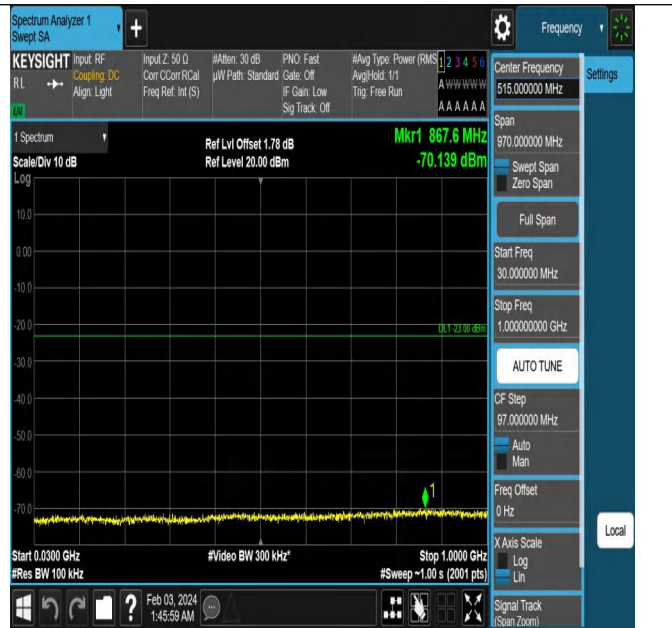 Spectrum Analyzer 1
Swept SA
Frequency
KEYSIGHT
RL
LXI
Input: RF
Coupling: DC
Align: Light
Input Z: 50 Ω
Corr CCorr RCal
Freq Ref: Int (S)
#Atten: 30 dB
µW Path: Standard
PNO: Fast
Gate: Off
IF Gain: Low
Sig Track: Off
#Avg Type: Power (RMS
Avg|Hold: 1/1
Trig: Free Run
1 2 3 4 5 6
A W W W W W
A A A A A A
1 Spectrum
Scale/Div 10 dB
Ref Lvl Offset 1.78 dB
Ref Level 20.00 dBm
Mkr1 867.6 MHz
-70.139 dBm
Log
10.0
0.00
-10.0
-20.0
DL1 -23.00 dBm
-30.0
-40.0
-50.0
-60.0
-70.0
1
Start 0.0300 GHz
#Video BW 300 kHz*
Stop 1.0000 GHz
#Res BW 100 kHz
#Sweep ~1.00 s (2001 pts)
Feb 03, 2024
1:45:59 AM
Center Frequency
515.000000 MHz
Settings
Span
970.000000 MHz
Swept Span
Zero Span
Full Span
Start Freq
30.000000 MHz
Stop Freq
1.000000000 GHz
AUTO TUNE
CF Step
97.000000 MHz
Auto
Man
Freq Offset
0 Hz
Local
X Axis Scale
Log
Lin
Signal Track
(Span Zoom)